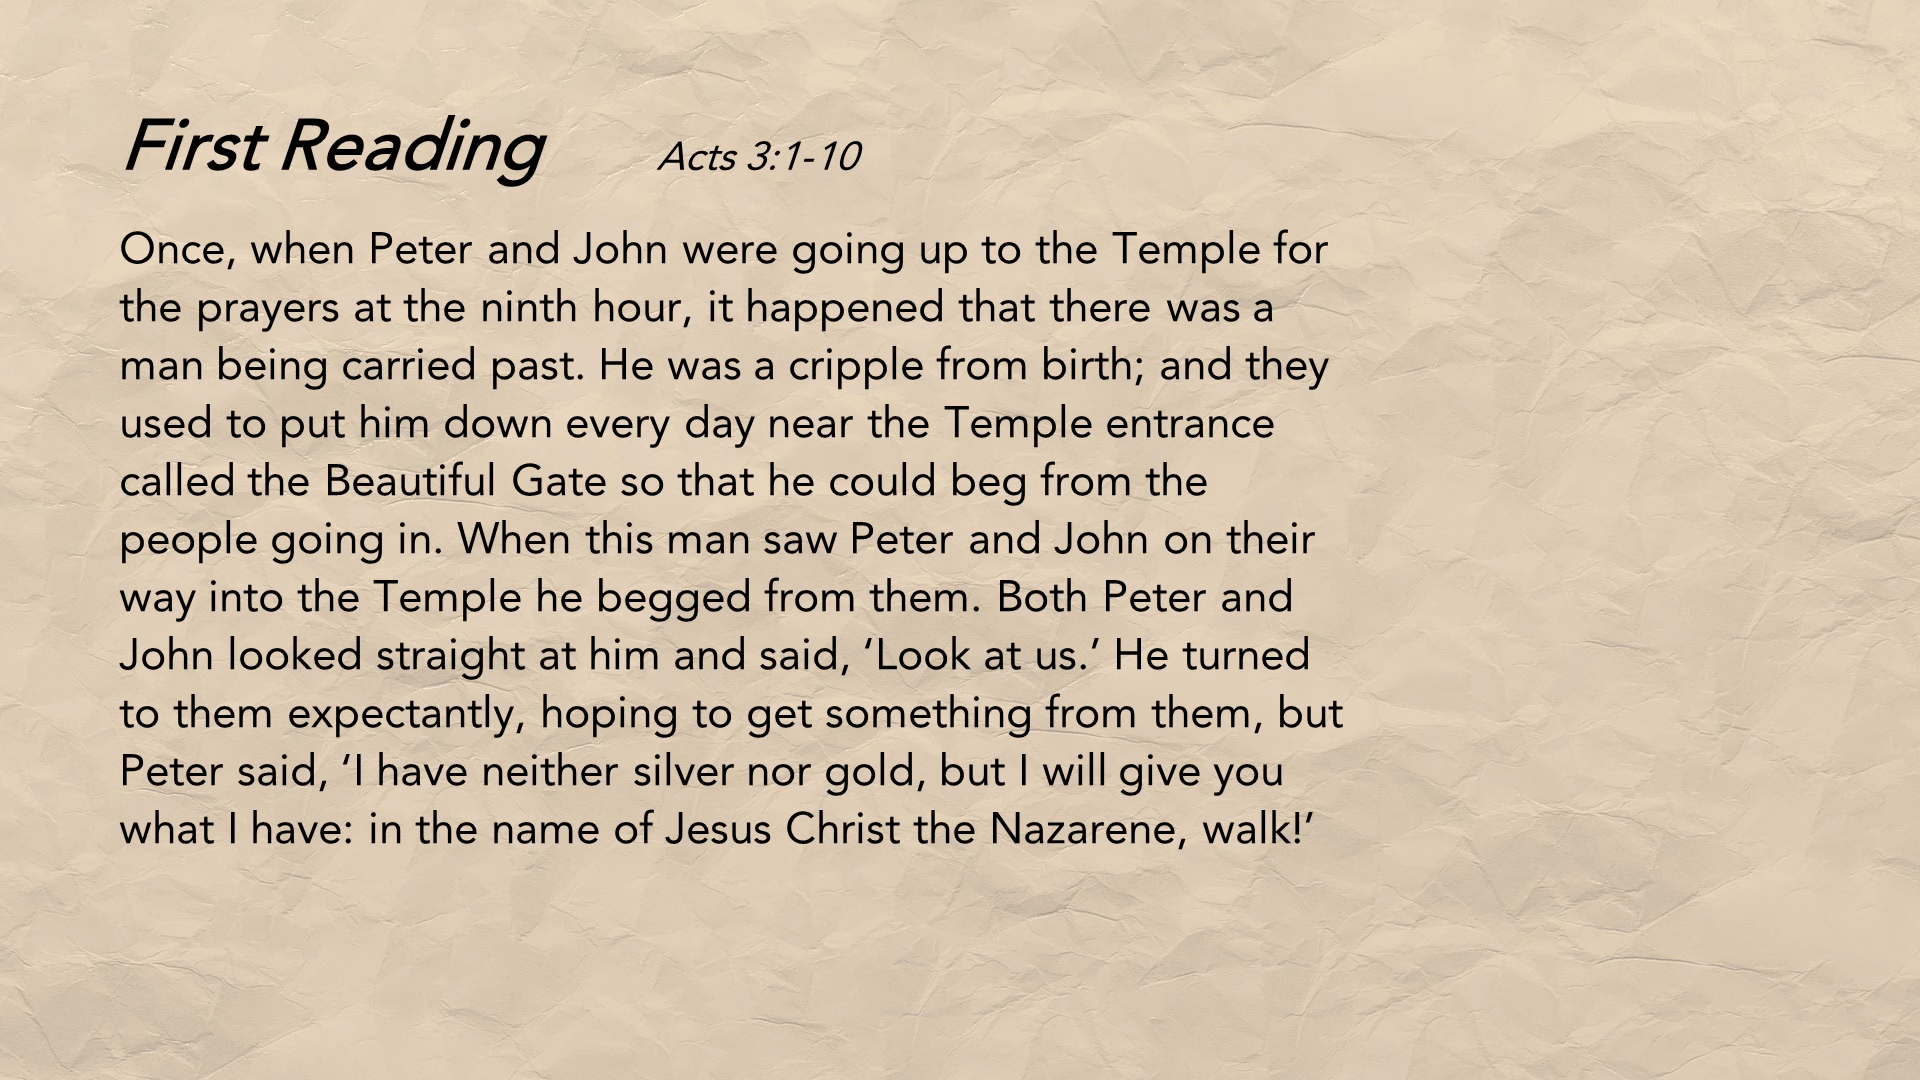 First Reading Acts 3:1-10
Once, when Peter and John were going up to the Temple for
the prayers at the ninth hour, it happened that there was a
man being carried past. He was a cripple from birth; and they
used to put him down every day near the Temple entrance
called the Beautiful Gate so that he could beg from the
people going in. When this man saw Peter and John on their
way into the Temple he begged from them. Both Peter and
John looked straight at him and said, ‘Look at us.’ He turned
to them expectantly, hoping to get something from them, but
Peter said, ‘I have neither silver nor gold, but I will give you
what I have: in the name of Jesus Christ the Nazarene, walk!’